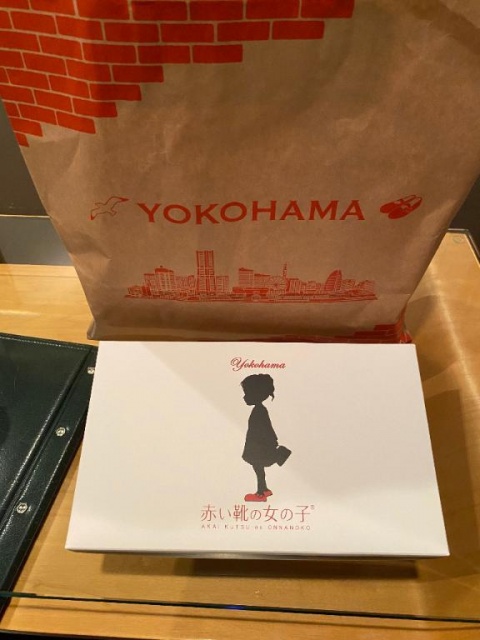 YOKOHAMA
Yokohama
赤い靴の女の子®
AKAI KUTSU no ONNANOKO